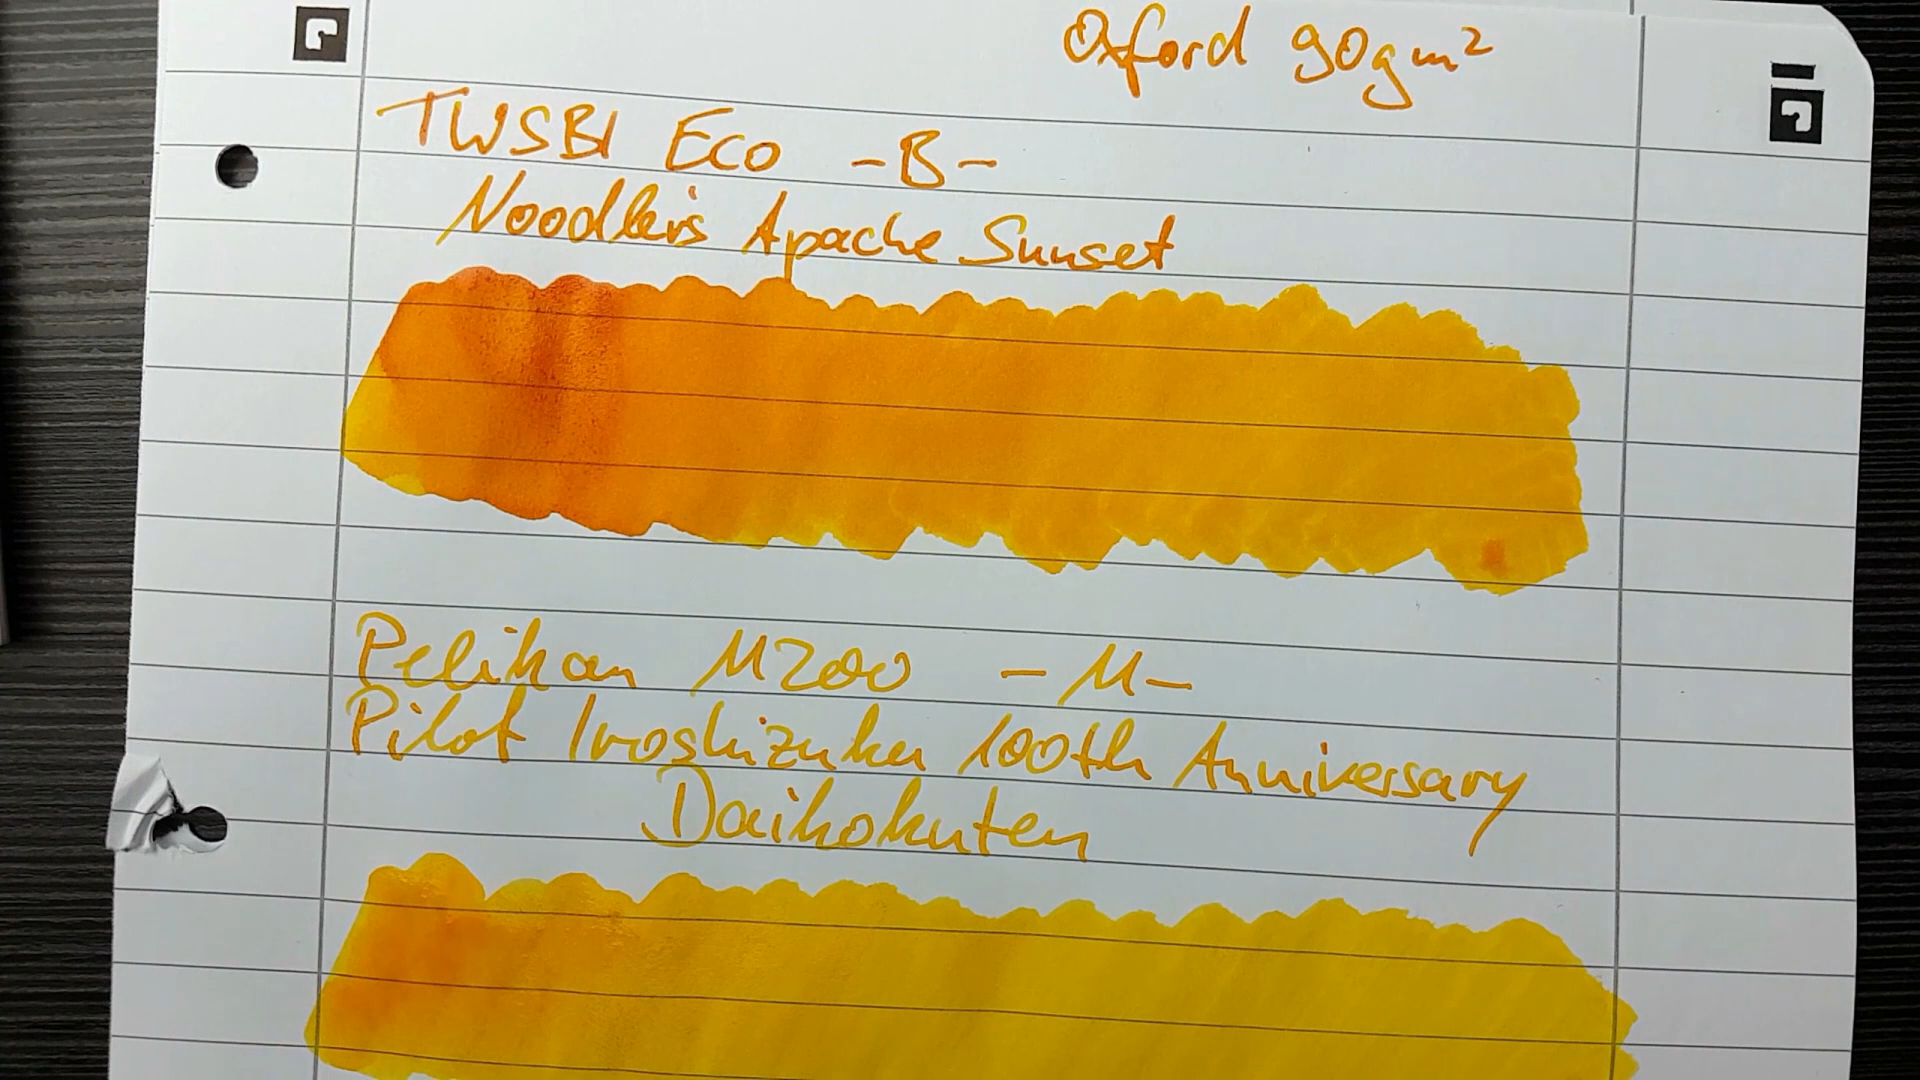 Oxford 90gm²
TWSBI Eco -B-
Noodler's Apache Sunset
Pelikan M200 -M-
Pilot Iroshizuku 100th Anniversary
Daikokuten